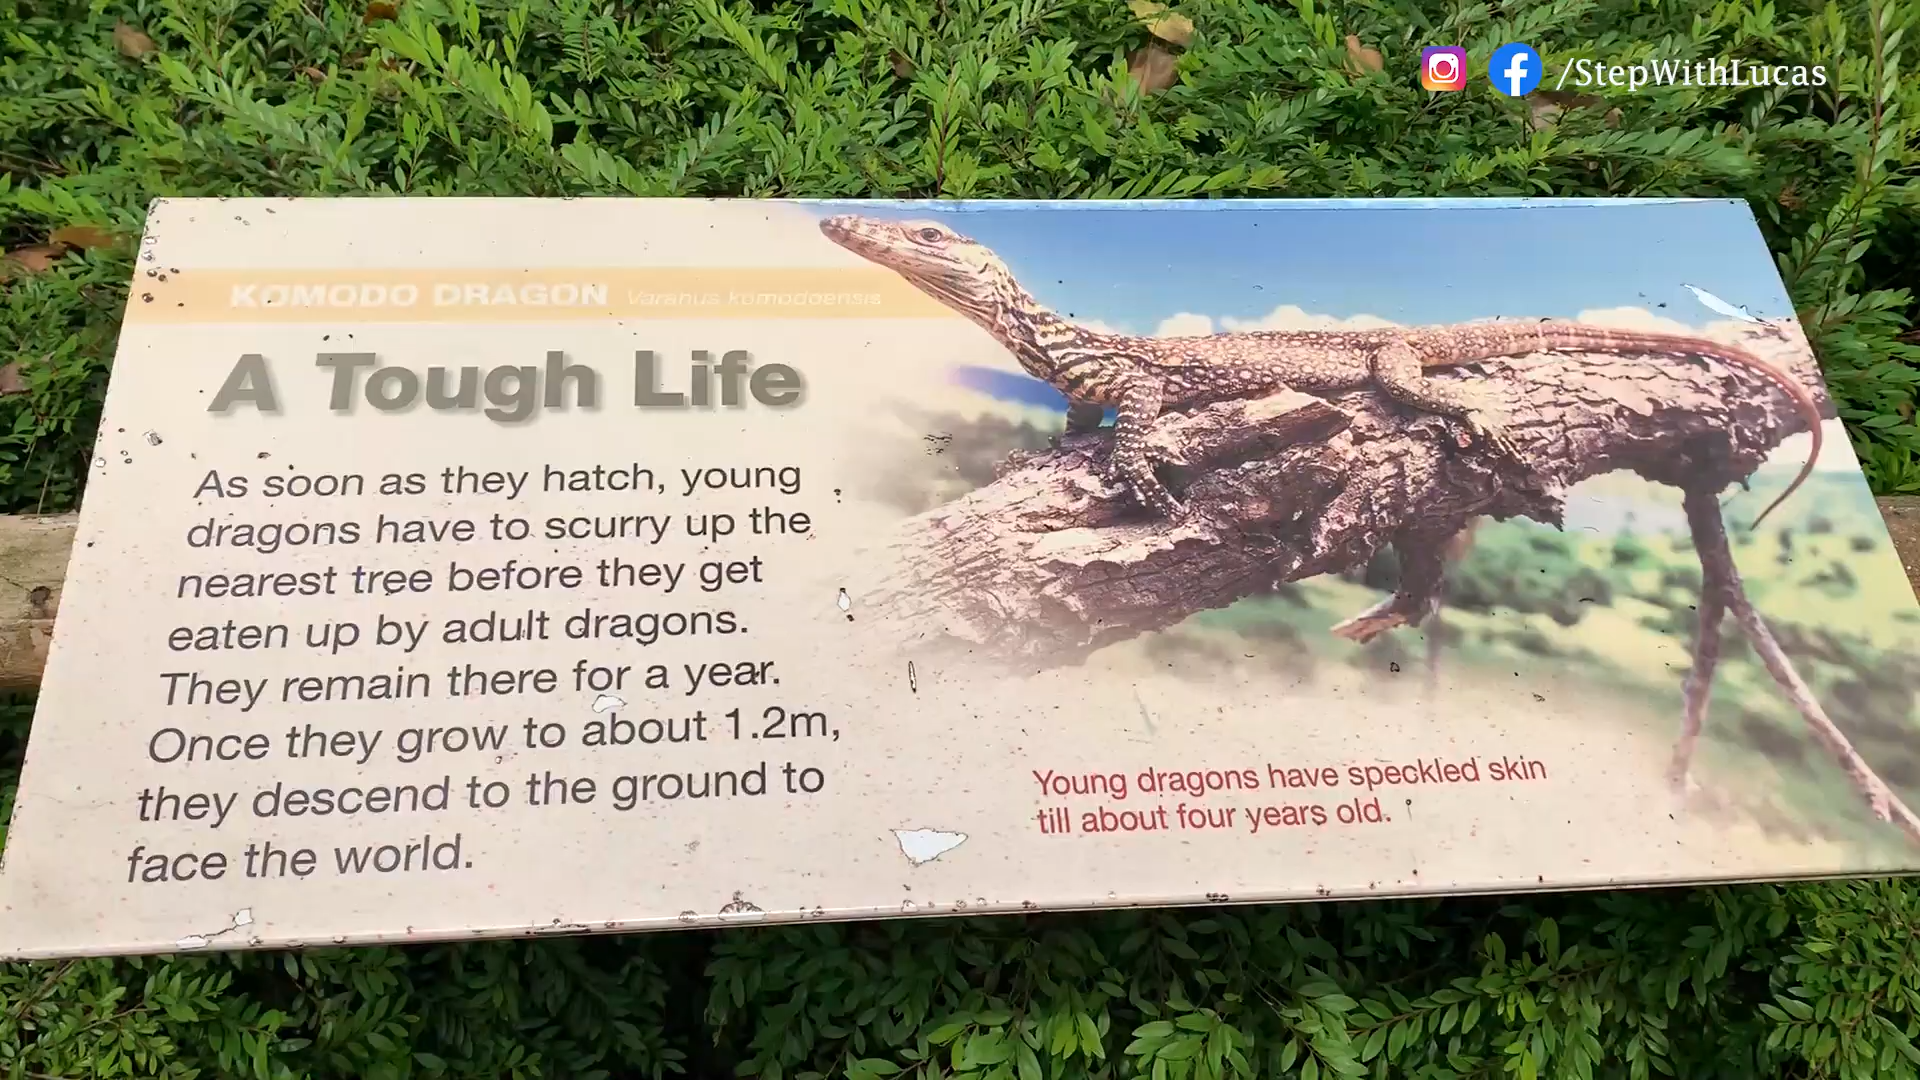 /StepWithLucas
KOMODO DRAGON Varanus komodoensis
A Tough Life
As soon as they hatch, young
dragons have to scurry up the
nearest tree before they get
eaten up by adult dragons.
They remain there for a year.
Once they grow to about 1.2m,
they descend to the ground to
face the world.
Young dragons have speckled skin
till about four years old.